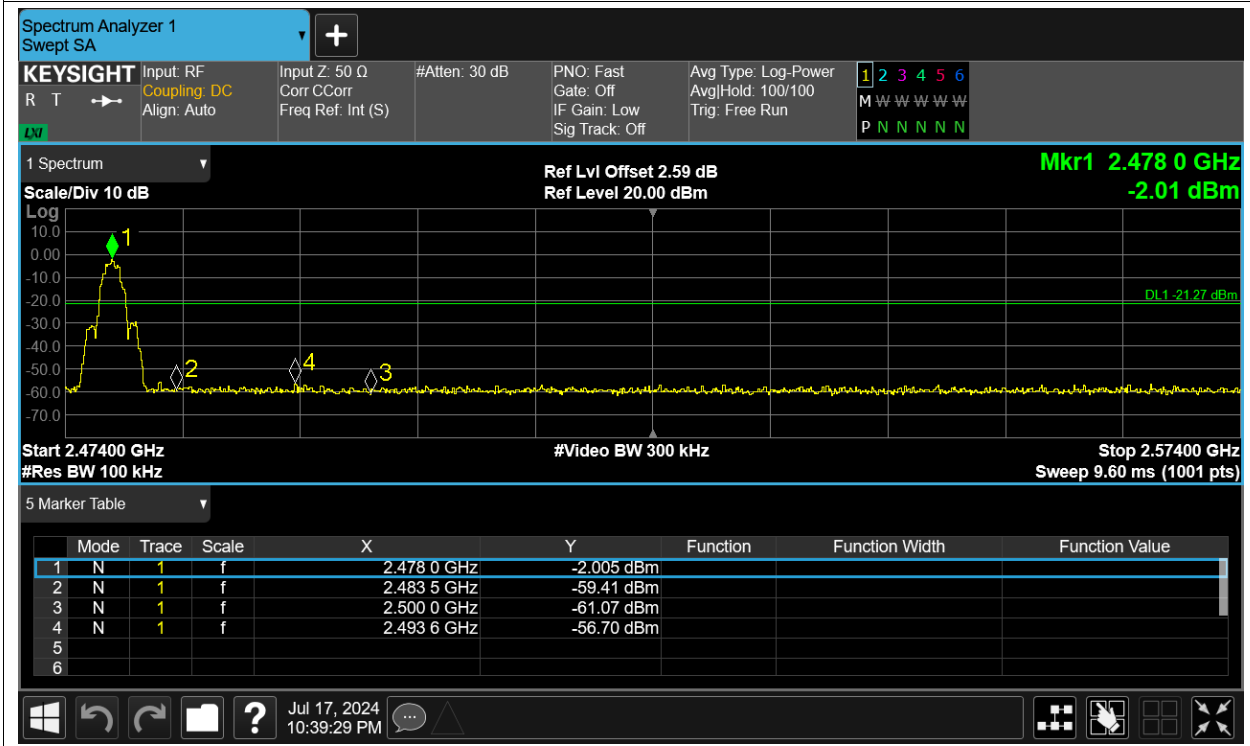 Spectrum Analyzer 1
Swept SA
KEYSIGHT Input: RF Input Z: 50 Ω #Atten: 30 dB PNO: Fast Avg Type: Log-Power 1 2 3 4 5 6
R T Coupling: DC Corr CCorr Gate: Off Avg|Hold: 100/100 M W W W W W
Align: Auto Freq Ref: Int (S) IF Gain: Low Trig: Free Run
LXI Sig Track: Off P N N N N N
1 Spectrum Ref Lvl Offset 2.59 dB Mkr1 2.478 0 GHz
Scale/Div 10 dB Ref Level 20.00 dBm -2.01 dBm
Log
10.0 1
0.00
-10.0
-20.0 DL1 -21.27 dBm
-30.0
-40.0
-50.0 2 4 3
-60.0
-70.0
Start 2.47400 GHz #Video BW 300 kHz Stop 2.57400 GHz
#Res BW 100 kHz Sweep 9.60 ms (1001 pts)
5 Marker Table
Mode Trace Scale X Y Function Function Width Function Value
1 N 1 f 2.478 0 GHz -2.005 dBm
2 N 1 f 2.483 5 GHz -59.41 dBm
3 N 1 f 2.500 0 GHz -61.07 dBm
4 N 1 f 2.493 6 GHz -56.70 dBm
5
6
? Jul 17, 2024
10:39:29 PM